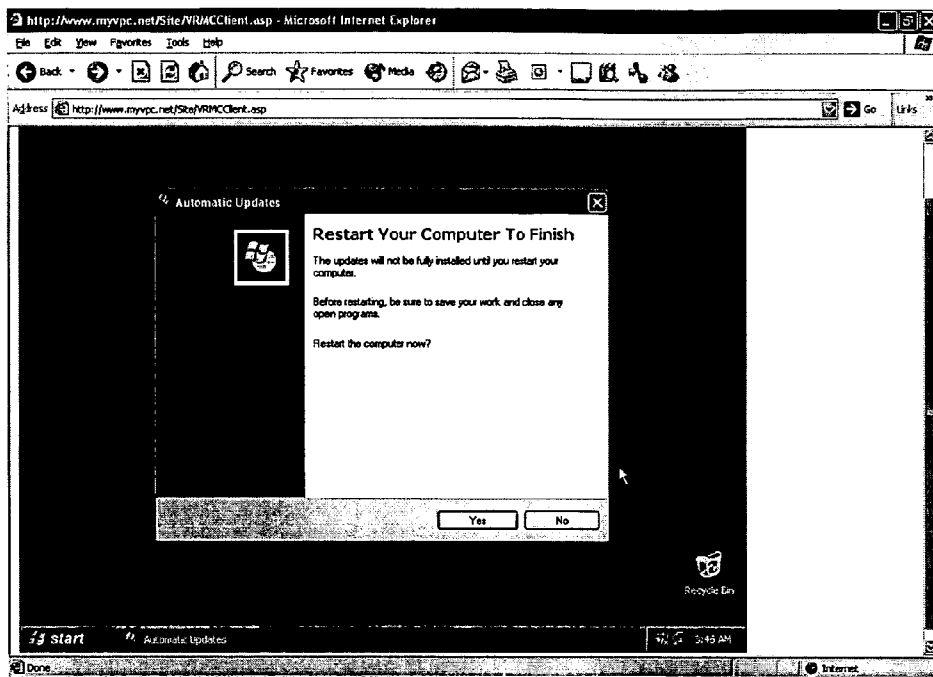 http://www.myvpc.net/Site/VRMCClient.asp - Microsoft Internet Explorer
File Edit View Favorites Tools Help
Back Search Favorites Media
Address http://www.myvpc.net/Site/VRMCClient.asp Go Links
Automatic Updates
Restart Your Computer To Finish
The updates will not be fully installed until you restart your
computer.
Before restarting, be sure to save your work and close any
open programs.
Restart the computer now?
Yes No
Recycle Bin
start Automatic Updates
Done Internet